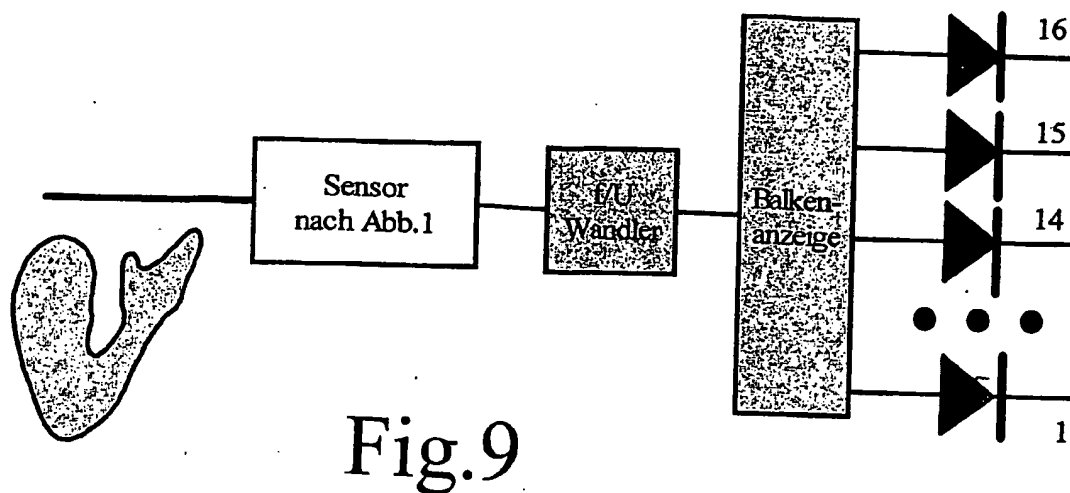 16
15
14
1
Sensor
nach Abb.1
f/U
Wandler
Balken-
anzeige
Fig.9